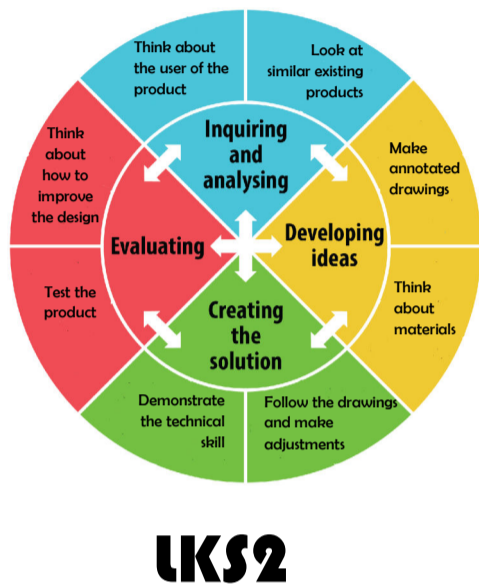 Think about
the user of the
product
Look at
similar existing
products
Think
about
how to
improve
the design
Inquiring
and
analysing
Make
annotated
drawings
Evaluating
Developing
ideas
Test the
product
Creating
the
solution
Think
about
materials
Demonstrate
the technical
skill
Follow the drawings
and make
adjustments
LKS2